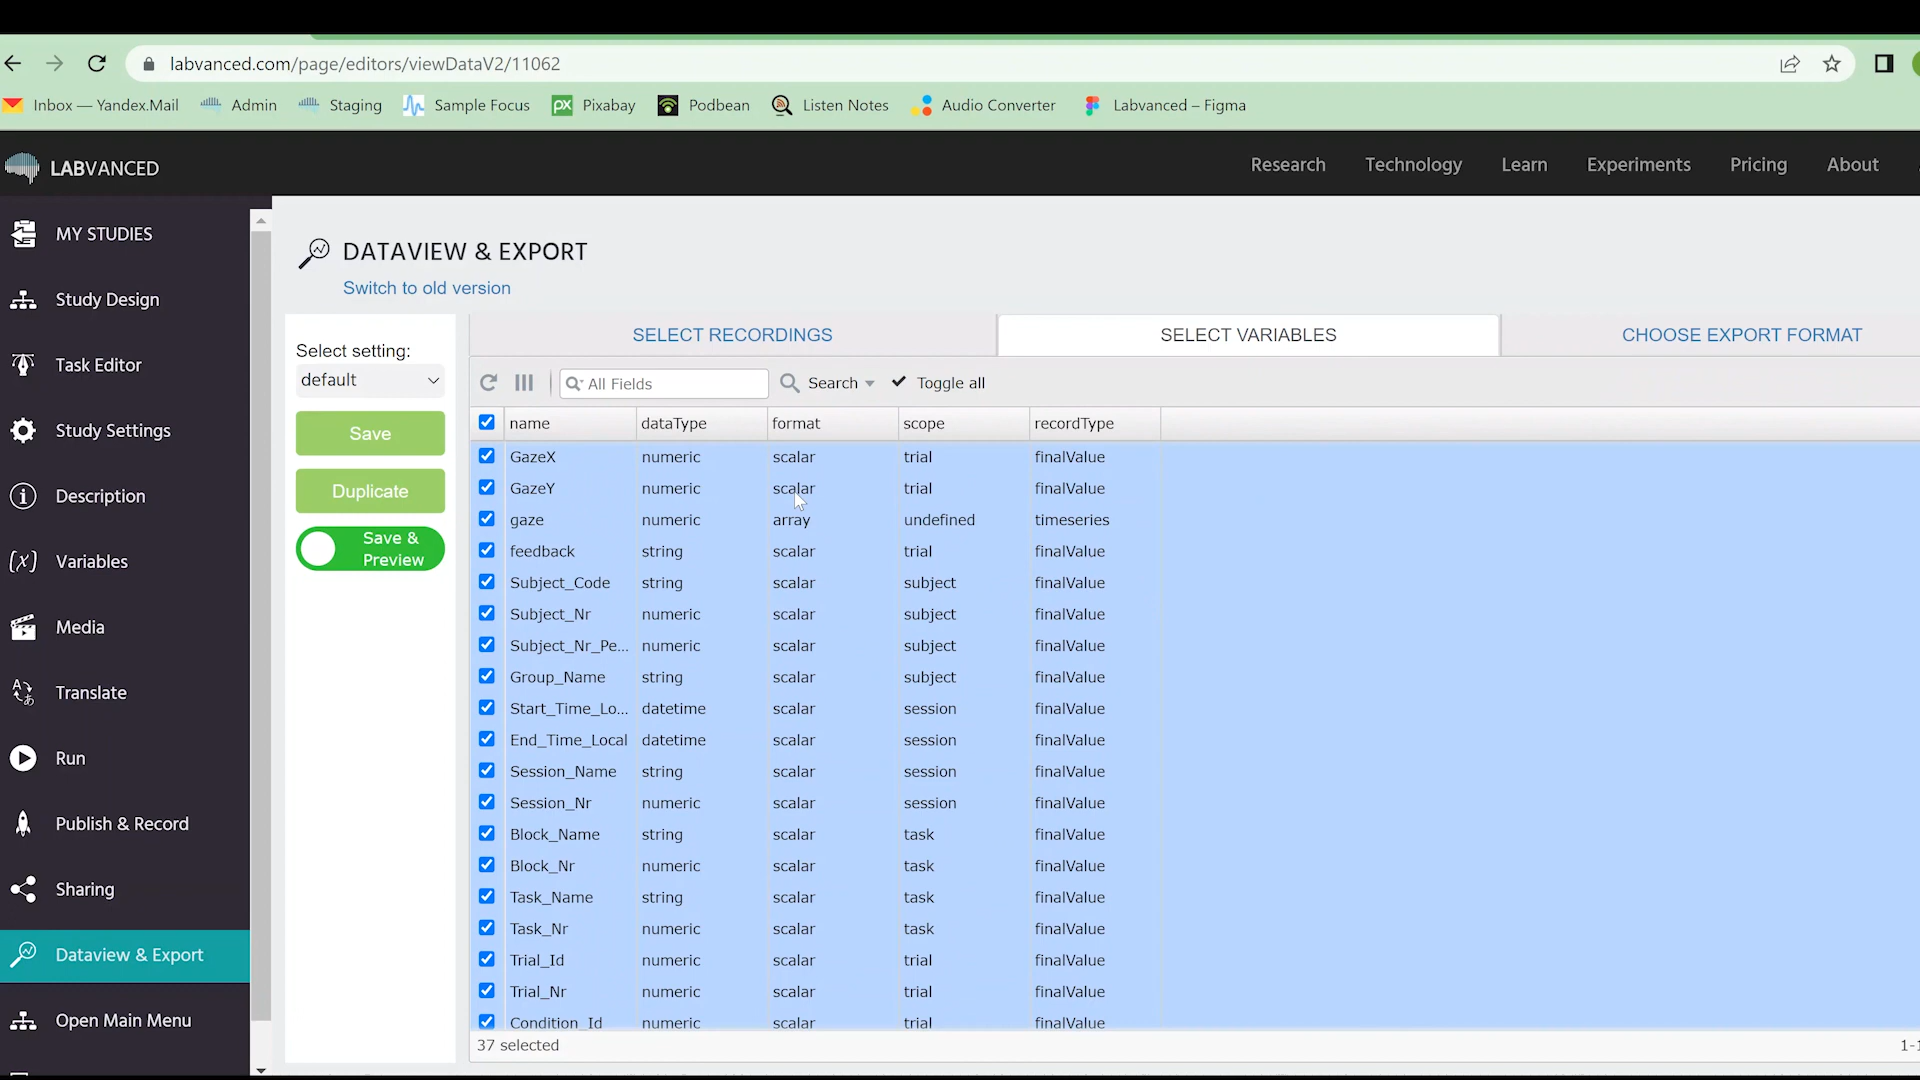 labvanced.com/page/editors/viewDataV2/11062
Inbox — Yandex.Mail Admin Staging Sample Focus Pixabay Podbean Listen Notes Audio Converter Labvanced – Figma
LABVANCED Research Technology Learn Experiments Pricing About
MY STUDIES
Study Design
Task Editor
Study Settings
Description
Variables
Media
Translate
Run
Publish & Record
Sharing
Dataview & Export
Open Main Menu
DATAVIEW & EXPORT
Switch to old version
Select setting:
default
Save
Duplicate
Save &
Preview
SELECT RECORDINGS SELECT VARIABLES CHOOSE EXPORT FORMAT
All Fields Search Toggle all
name dataType format scope recordType
GazeX numeric scalar trial finalValue
GazeY numeric scalar trial finalValue
gaze numeric array undefined timeseries
feedback string scalar trial finalValue
Subject_Code string scalar subject finalValue
Subject_Nr numeric scalar subject finalValue
Subject_Nr_Pe... numeric scalar subject finalValue
Group_Name string scalar subject finalValue
Start_Time_Lo... datetime scalar session finalValue
End_Time_Local datetime scalar session finalValue
Session_Name string scalar session finalValue
Session_Nr numeric scalar session finalValue
Block_Name string scalar task finalValue
Block_Nr numeric scalar task finalValue
Task_Name string scalar task finalValue
Task_Nr numeric scalar task finalValue
Trial_Id numeric scalar trial finalValue
Trial_Nr numeric scalar trial finalValue
Condition_Id numeric scalar trial finalValue
37 selected